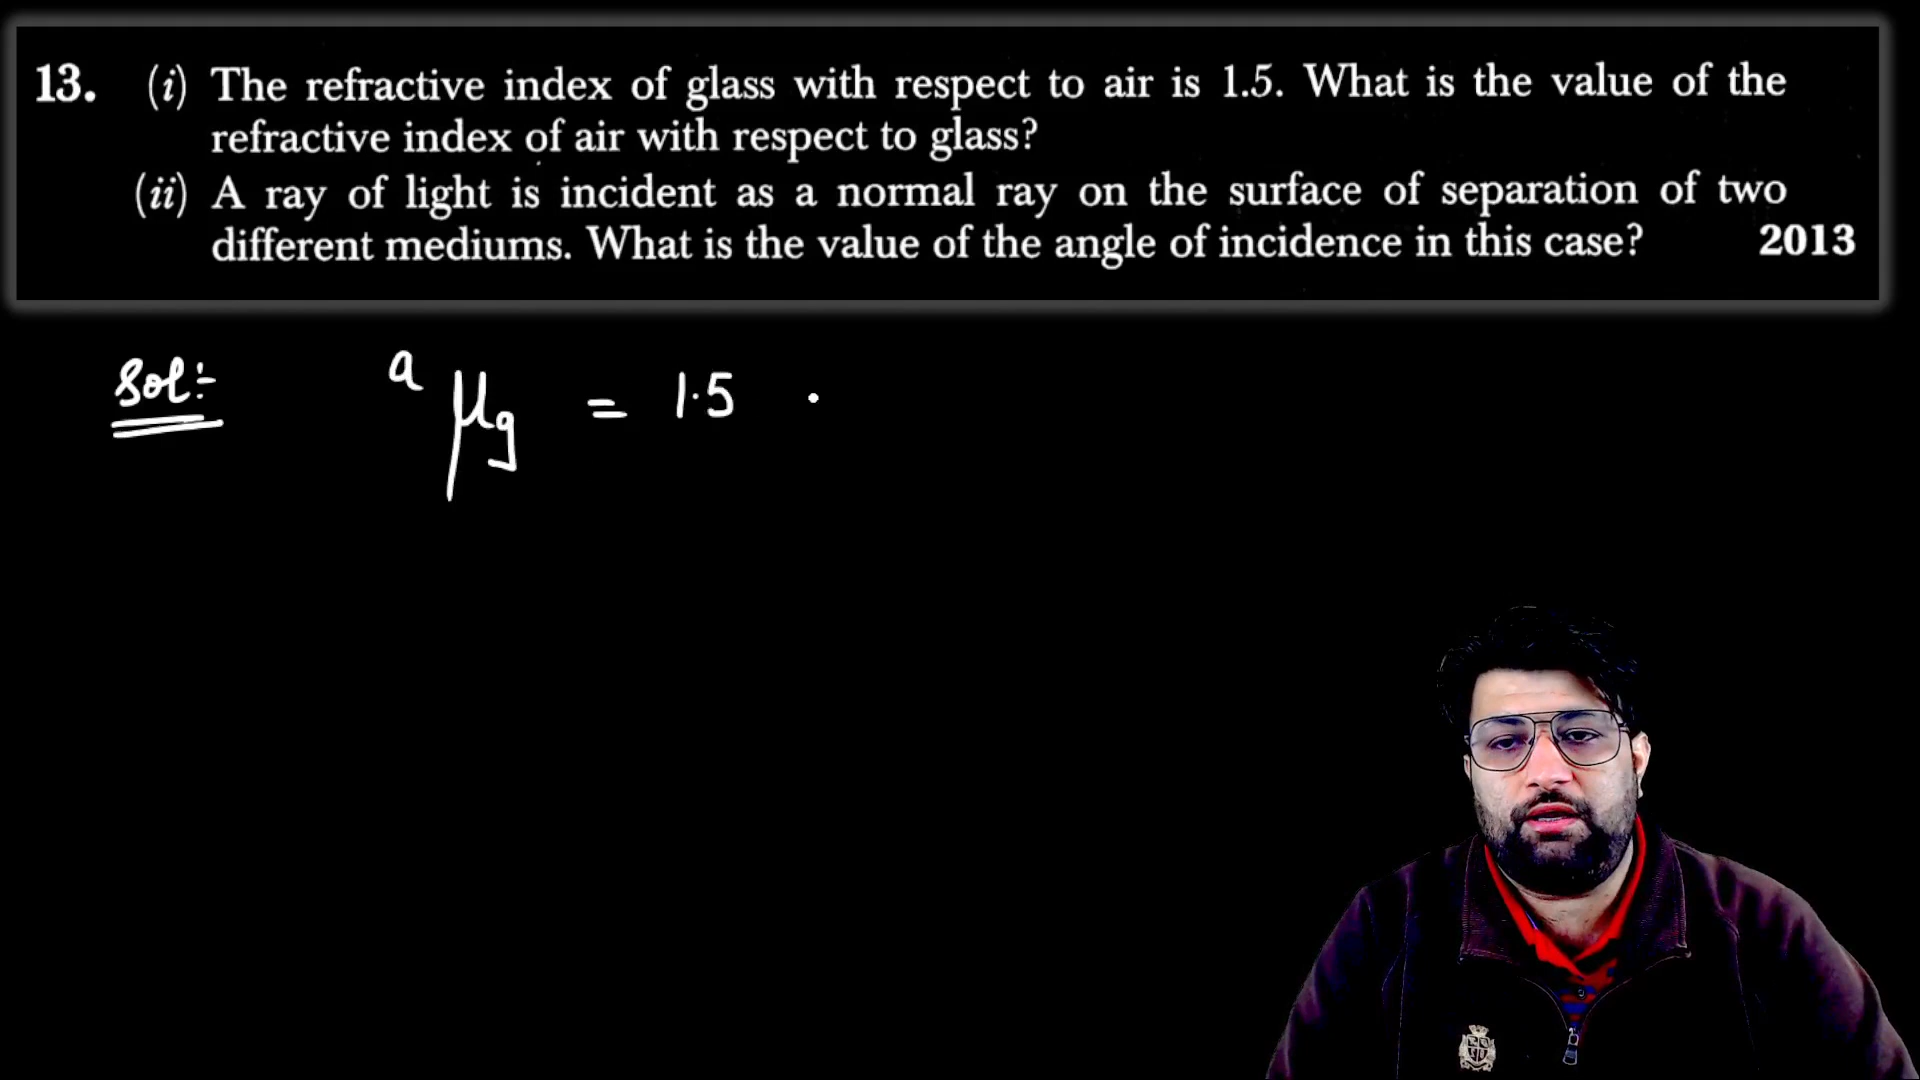 13. (i) The refractive index of glass with respect to air is 1.5. What is the value of the
refractive index of air with respect to glass?
(ii) A ray of light is incident as a normal ray on the surface of separation of two
different mediums. What is the value of the angle of incidence in this case? 2013
Sol:- ᵃμg = 1.5